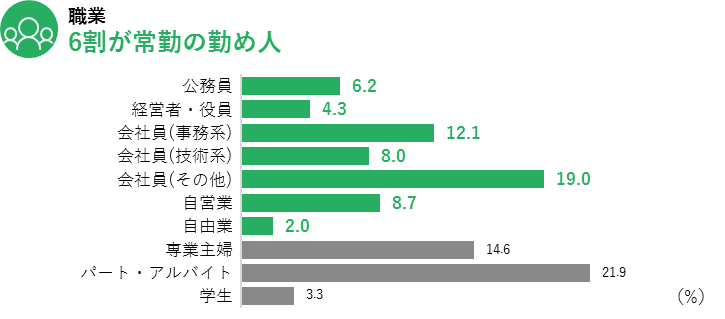 職業
6割が常勤の勤め人
公務員 6.2
経営者・役員 4.3
会社員(事務系) 12.1
会社員(技術系) 8.0
会社員(その他) 19.0
自営業 8.7
自由業 2.0
専業主婦 14.6
パート・アルバイト 21.9
学生 3.3
(%)